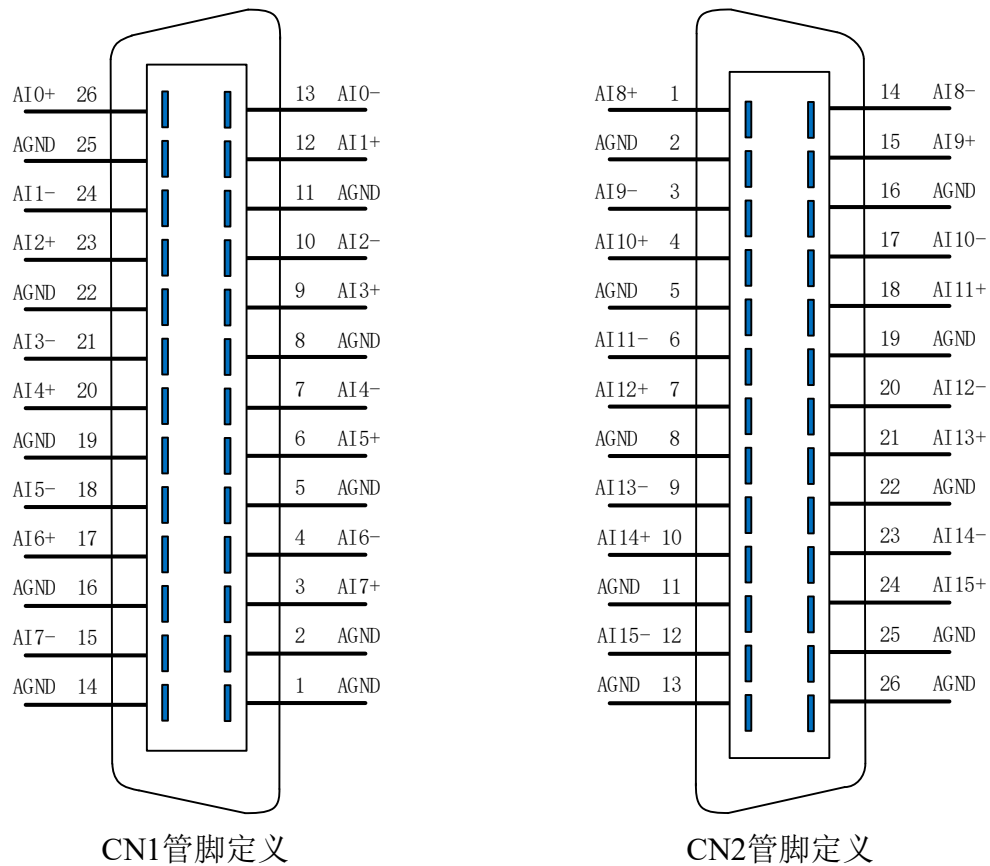 AI0+ 26 13 AI0-
AGND 25 12 AI1+
AI1- 24 11 AGND
AI2+ 23 10 AI2-
AGND 22 9 AI3+
AI3- 21 8 AGND
AI4+ 20 7 AI4-
AGND 19 6 AI5+
AI5- 18 5 AGND
AI6+ 17 4 AI6-
AGND 16 3 AI7+
AI7- 15 2 AGND
AGND 14 1 AGND
CN1管脚定义
AI8+ 1 14 AI8-
AGND 2 15 AI9+
AI9- 3 16 AGND
AI10+ 4 17 AI10-
AGND 5 18 AI11+
AI11- 6 19 AGND
AI12+ 7 20 AI12-
AGND 8 21 AI13+
AI13- 9 22 AGND
AI14+ 10 23 AI14-
AGND 11 24 AI15+
AI15- 12 25 AGND
AGND 13 26 AGND
CN2管脚定义